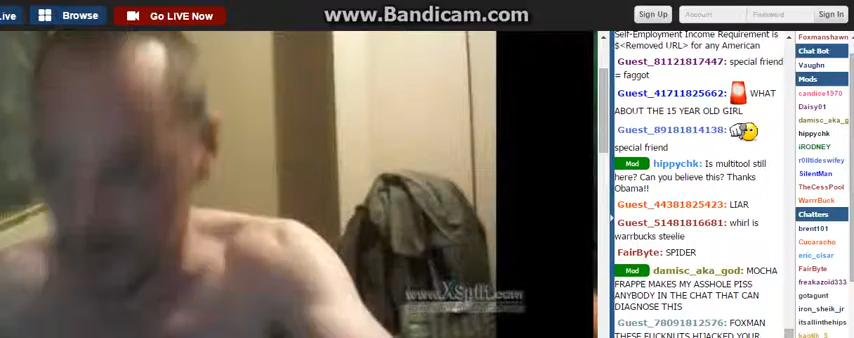 www.Bandicam.com
Live
Browse
Go LIVE Now
Sign Up
Account
Password
Sign In
Self-Employment Income Requirement is
$<Removed URL> for any American
Guest_81121817447: special friend
= faggot
Guest_41711825662: WHAT
ABOUT THE 15 YEAR OLD GIRL
Guest_89181814138:
special friend
Mod hippychk: Is multitool still
here? Can you believe this? Thanks
Obama!!
Guest_44381825423: LIAR
Guest_51481816681: whirl is
warrbucks steelie
FairByte: SPIDER
Mod damisc_aka_god: MOCHA
FRAPPE MAKES MY ASSHOLE PISS
ANYBODY IN THE CHAT THAT CAN
DIAGNOSE THIS
Guest_78091812576: FOXMAN
THESE FUCKNUTS HIJACKED YOUR
Foxmanshawn
Chat Bot
Vaughn
Mods
candice1970
Daisy01
damisc_aka_g
hippychk
iRODNEY
r0lltideswifey
SilentMan
TheCessPool
WarrrBuck
Chatters
brent101
Cucaracho
eric_cisar
FairByte
freakazoid333
gotagunt
iron_sheik_jr
itsallinthehips
kaotik_5
www.XSplit.com